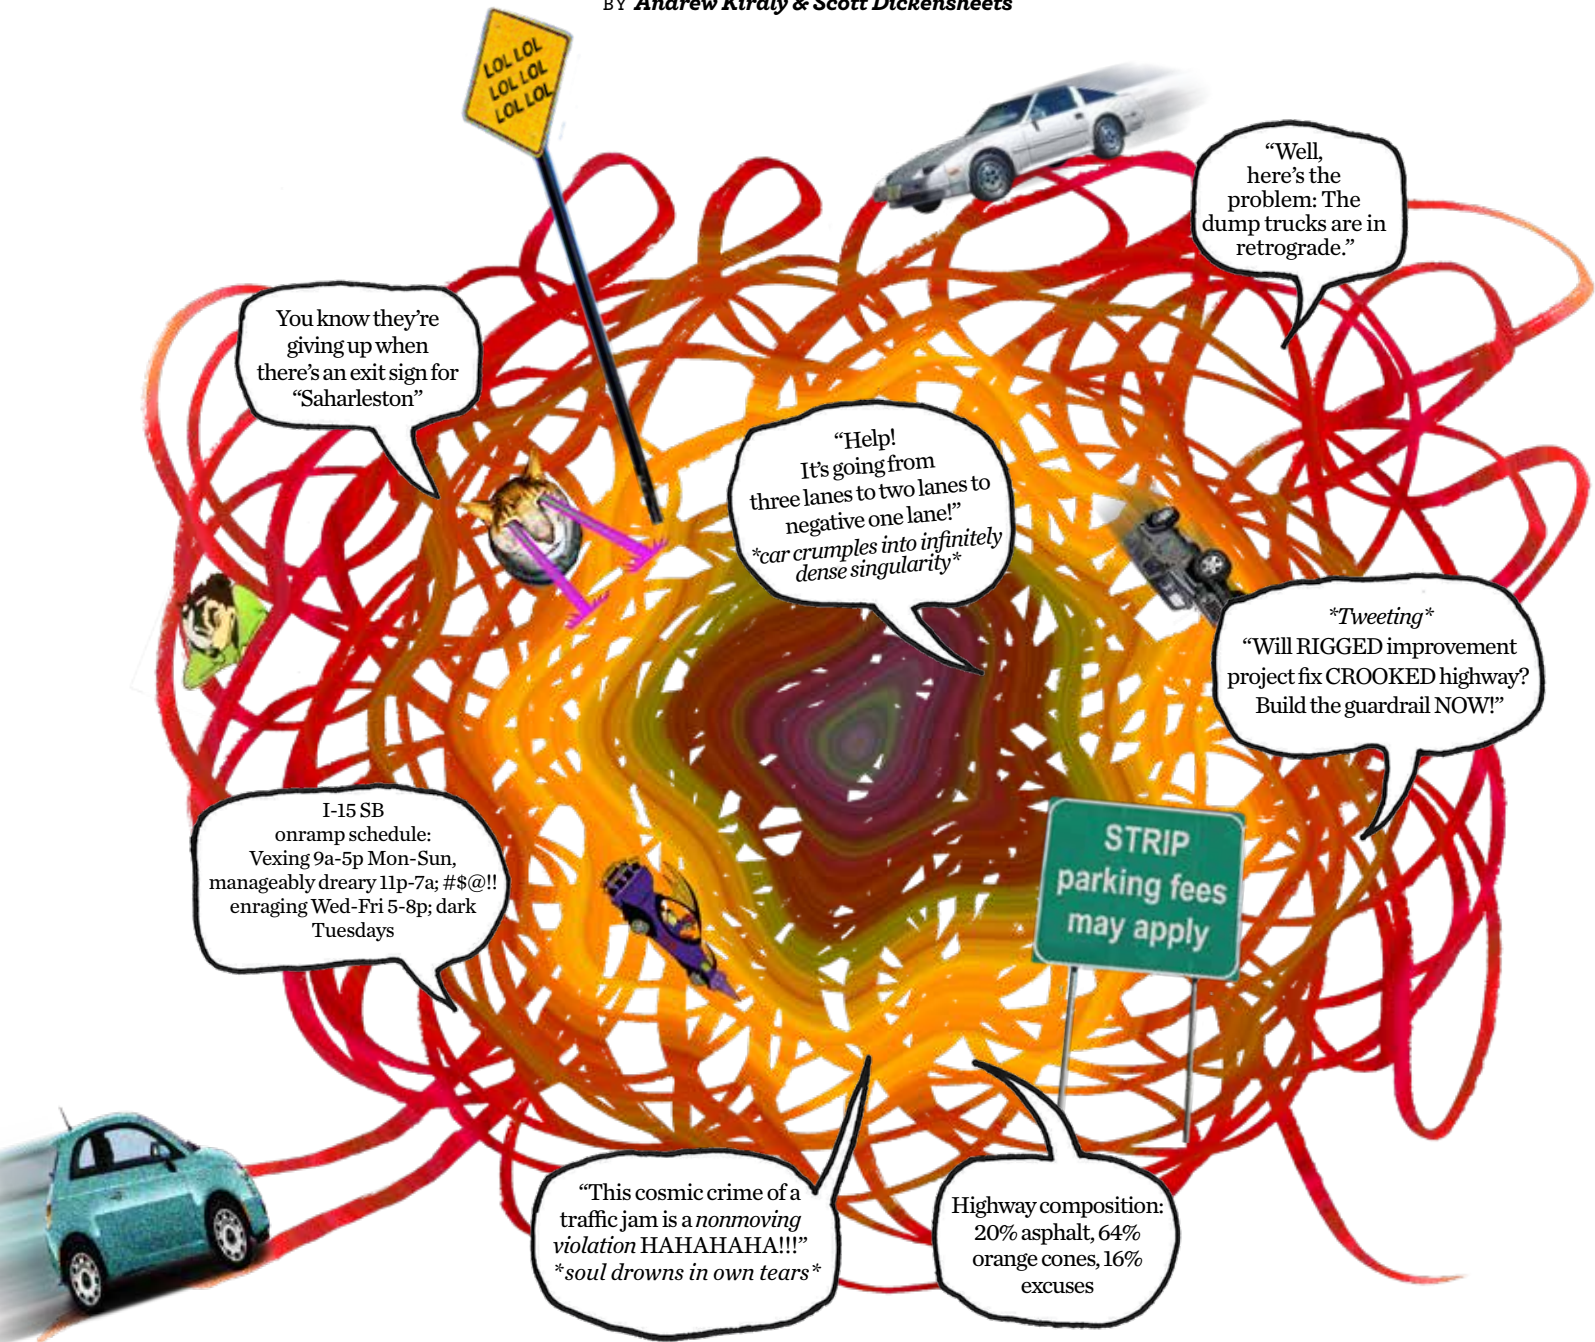 BY Andrew Kiraly & Scott Dickensheets
LOL LOL
LOL LOL
LOL LOL
“Well,
here’s the
problem: The
dump trucks are in
retrograde.”
You know they’re
giving up when
there’s an exit sign for
“Saharleston”
“Help!
It’s going from
three lanes to two lanes to
negative one lane!”
*car crumples into infinitely
dense singularity*
*Tweeting*
“Will RIGGED improvement
project fix CROOKED highway?
Build the guardrail NOW!”
I-15 SB
onramp schedule:
Vexing 9a-5p Mon-Sun,
manageably dreary 11p-7a; #$@!!
enraging Wed-Fri 5-8p; dark
Tuesdays
STRIP
parking fees
may apply
“This cosmic crime of a
traffic jam is a nonmoving
violation HAHAHAHA!!!”
*soul drowns in own tears*
Highway composition:
20% asphalt, 64%
orange cones, 16%
excuses